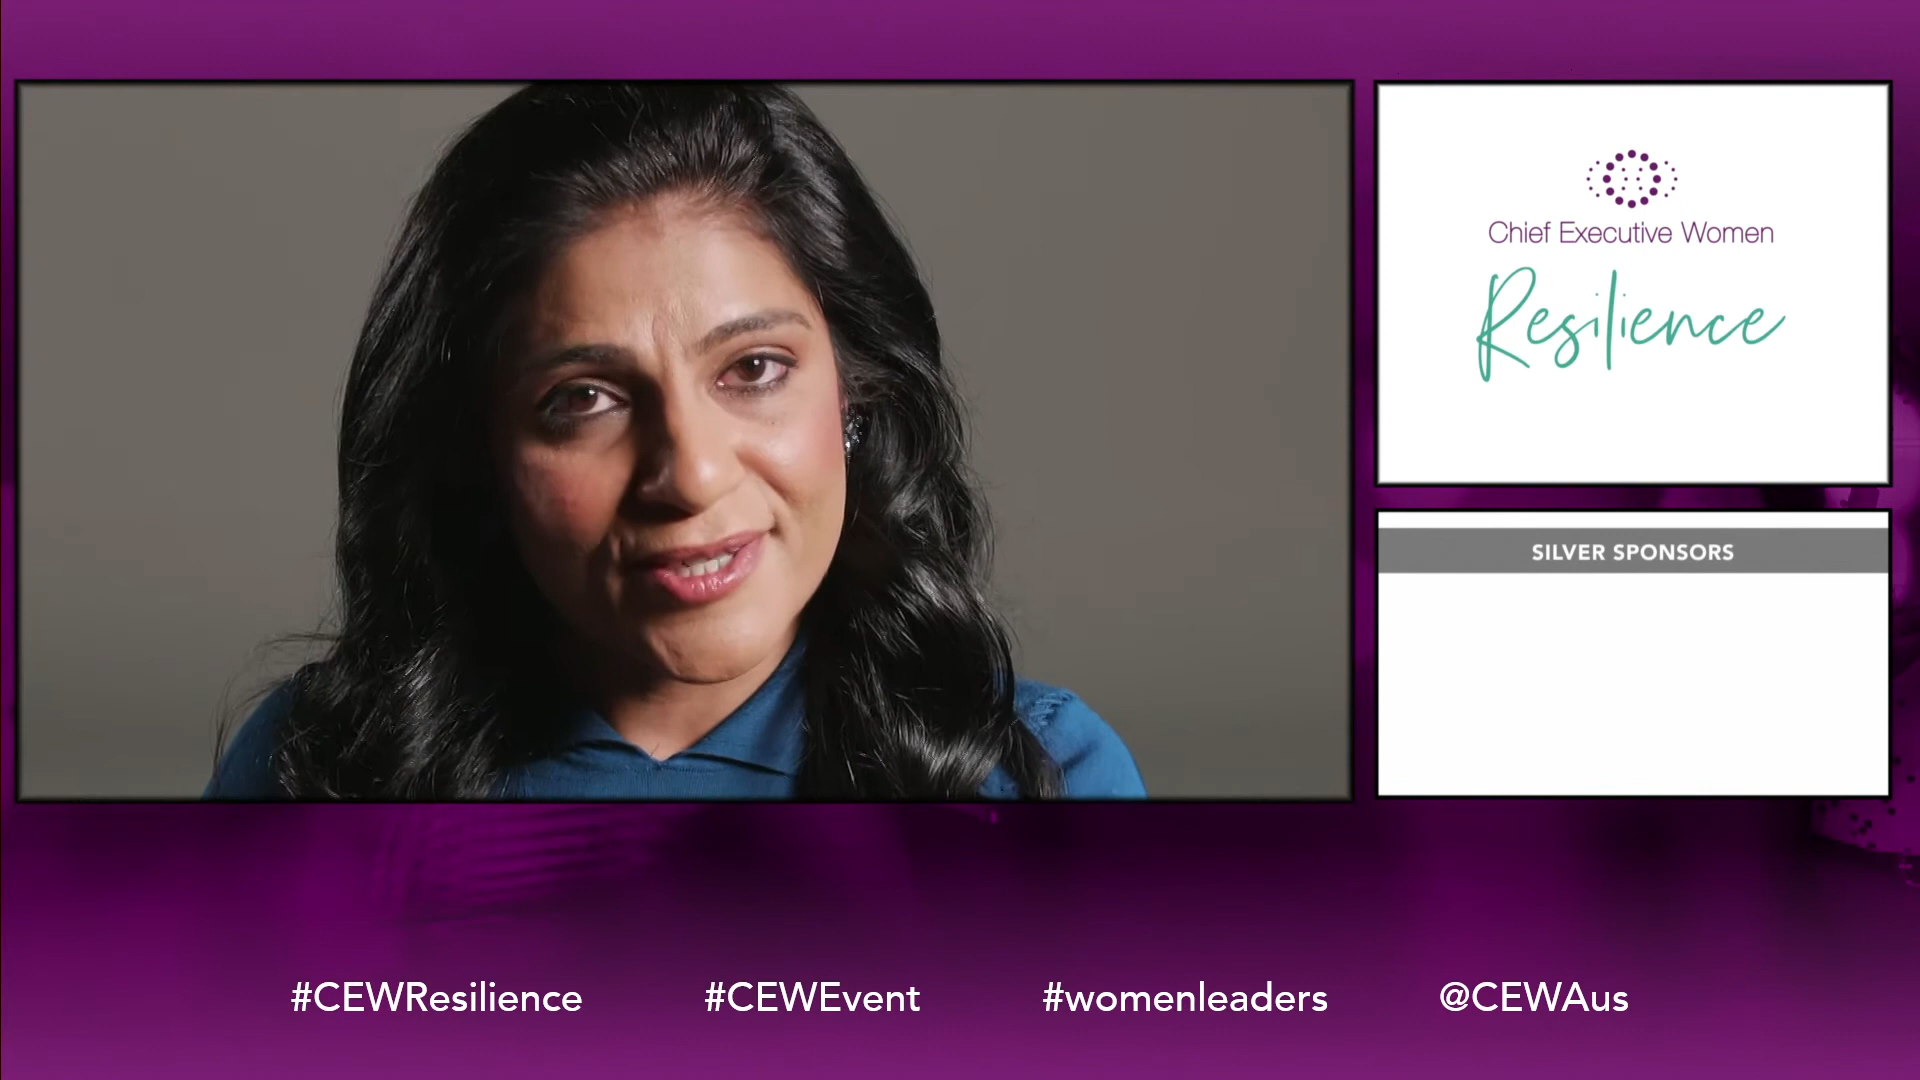 Chief Executive Women
Resilience
SILVER SPONSORS
#CEWResilience
#CEWEvent
#womenleaders
@CEWAus